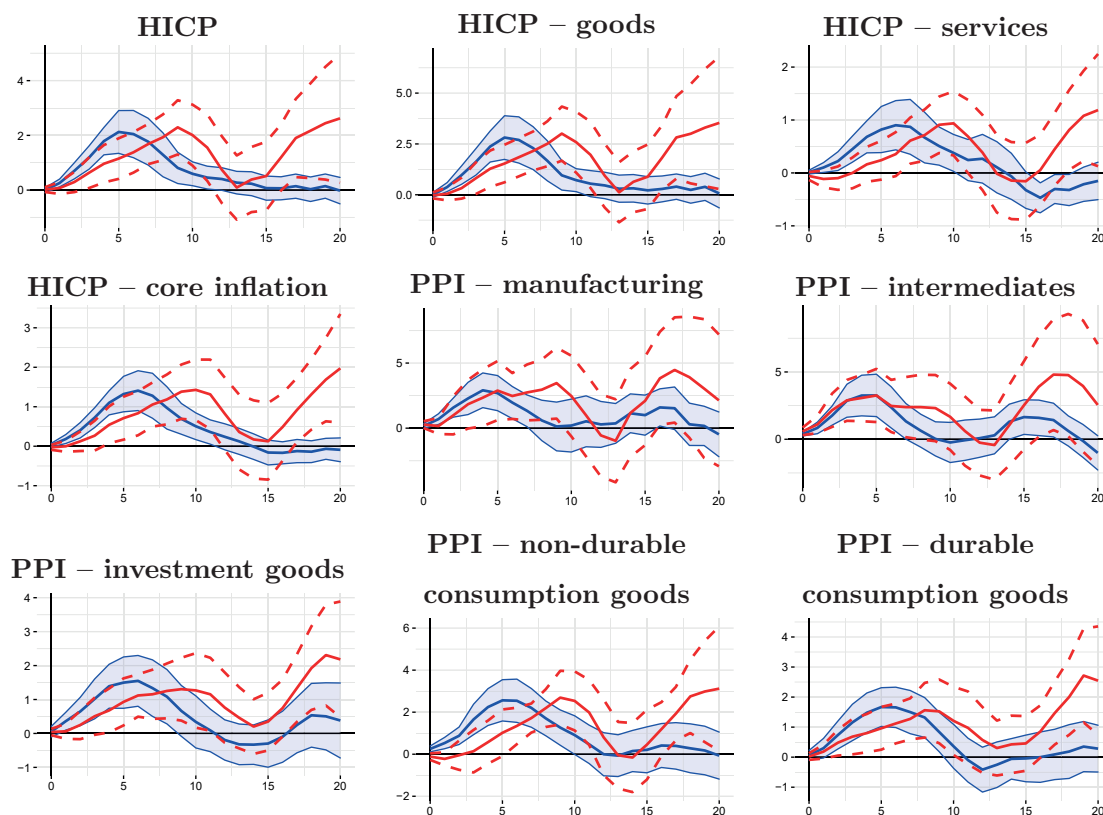 HICP
HICP – goods
HICP – services
4
2
0
0 5 10 15 20
5.0
2.5
0.0
0 5 10 15 20
2
1
0
−1
0 5 10 15 20
HICP – core inflation
PPI – manufacturing
PPI – intermediates
3
2
1
0
−1
0 5 10 15 20
5
0
0 5 10 15 20
5
0
0 5 10 15 20
PPI – investment goods
PPI – non-durable
consumption goods
PPI – durable
consumption goods
4
3
2
1
0
−1
0 5 10 15 20
6
4
2
0
−2
0 5 10 15 20
4
3
2
1
0
−1
0 5 10 15 20